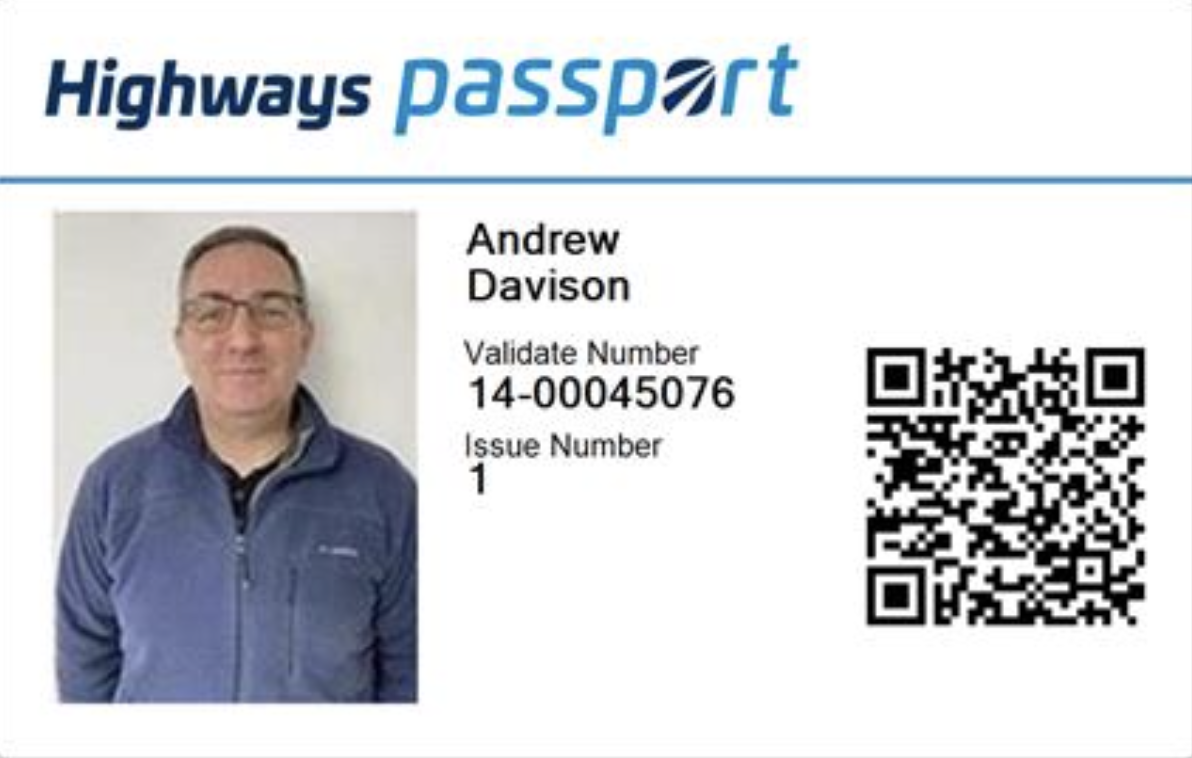 Highways passport
Andrew
Davison
Validate Number
14-00045076
Issue Number
1